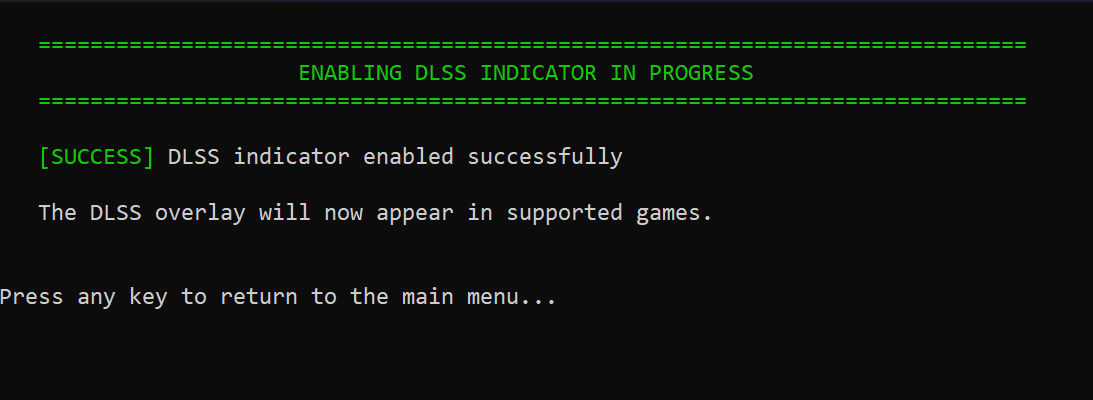 ============================================================================
ENABLING DLSS INDICATOR IN PROGRESS
============================================================================
[SUCCESS] DLSS indicator enabled successfully
The DLSS overlay will now appear in supported games.
Press any key to return to the main menu...